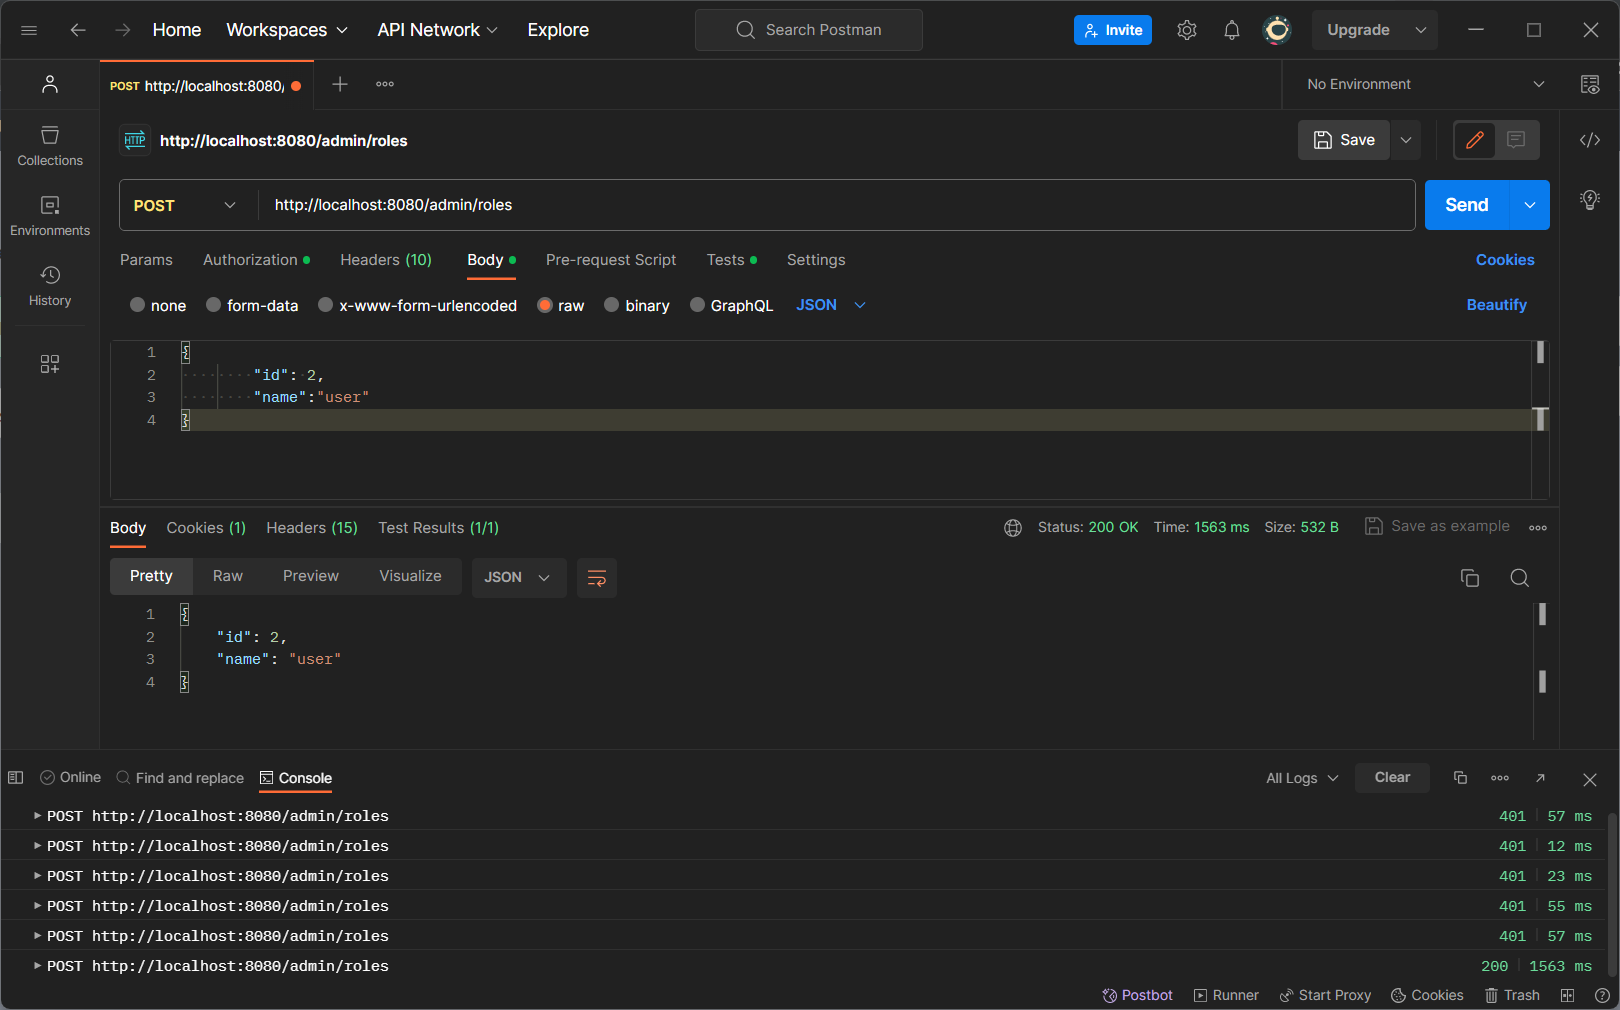 Home Workspaces API Network Explore Search Postman Invite Upgrade
POST http://localhost:8080/ No Environment
HTTP http://localhost:8080/admin/roles Save
Collections
Environments
History
POST http://localhost:8080/admin/roles Send
Params Authorization Headers (10) Body Pre-request Script Tests Settings Cookies
none form-data x-www-form-urlencoded raw binary GraphQL JSON Beautify
1 {
2 "id": 2,
3 "name":"user"
4 }
Body Cookies (1) Headers (15) Test Results (1/1) Status: 200 OK Time: 1563 ms Size: 532 B Save as example
Pretty Raw Preview Visualize JSON
1 {
2 "id": 2,
3 "name": "user"
4 }
Online Find and replace Console All Logs Clear
POST http://localhost:8080/admin/roles 401 57 ms
POST http://localhost:8080/admin/roles 401 12 ms
POST http://localhost:8080/admin/roles 401 23 ms
POST http://localhost:8080/admin/roles 401 55 ms
POST http://localhost:8080/admin/roles 401 57 ms
POST http://localhost:8080/admin/roles 200 1563 ms
Postbot Runner Start Proxy Cookies Trash